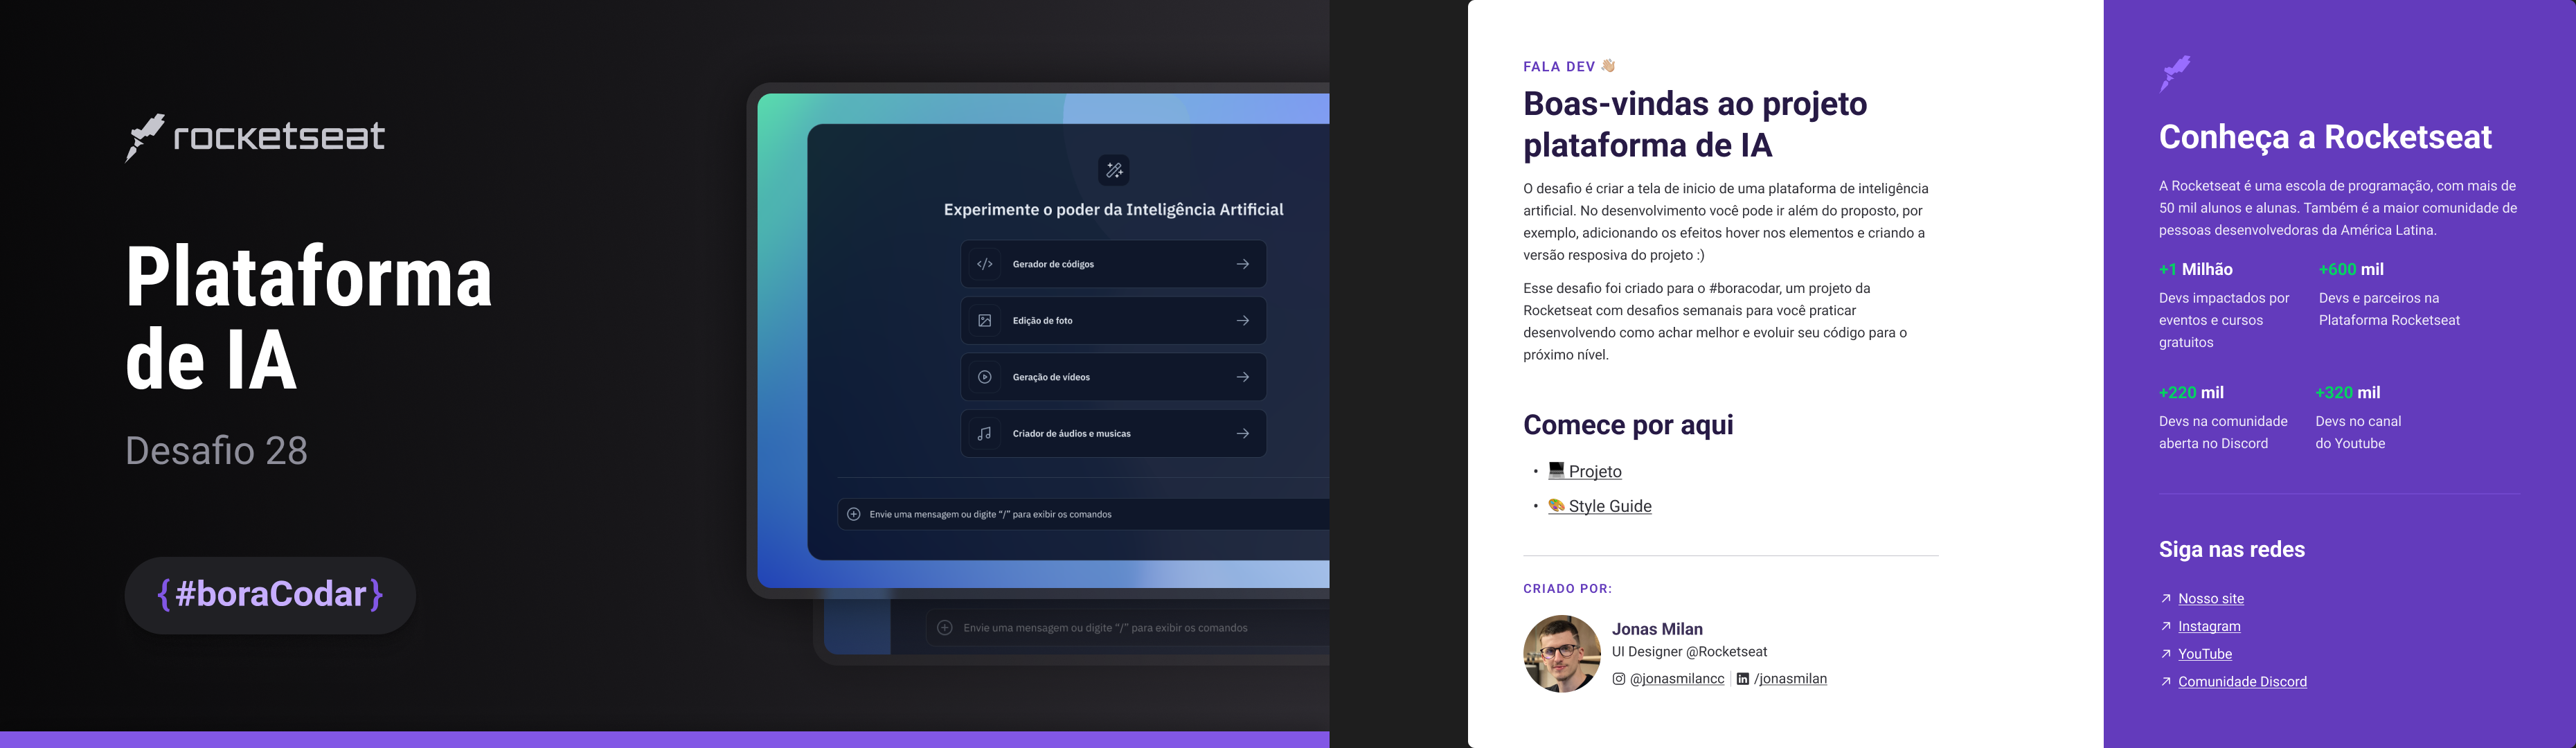 rocketseat
Plataforma
de IA
Desafio 28
{#boraCodar}
Experimente o poder da Inteligência Artificial
Gerador de códigos
Edição de foto
Geração de vídeos
Criador de áudios e musicas
Envie uma mensagem ou digite “/” para exibir os comandos
Envie uma mensagem ou digite “/” para exibir os comandos
FALA DEV 👋🏼
Boas-vindas ao projeto
plataforma de IA
O desafio é criar a tela de inicio de uma plataforma de inteligência
artificial. No desenvolvimento você pode ir além do proposto, por
exemplo, adicionando os efeitos hover nos elementos e criando a
versão resposiva do projeto :)
Esse desafio foi criado para o #boracodar, um projeto da
Rocketseat com desafios semanais para você praticar
desenvolvendo como achar melhor e evoluir seu código para o
próximo nível.
Comece por aqui
• 💻 Projeto
• 🎨 Style Guide
CRIADO POR:
Jonas Milan
UI Designer @Rocketseat
@jonasmilancc | /jonasmilan
Conheça a Rocketseat
A Rocketseat é uma escola de programação, com mais de
50 mil alunos e alunas. Também é a maior comunidade de
pessoas desenvolvedoras da América Latina.
+1 Milhão
Devs impactados por
eventos e cursos
gratuitos
+600 mil
Devs e parceiros na
Plataforma Rocketseat
+220 mil
Devs na comunidade
aberta no Discord
+320 mil
Devs no canal
do Youtube
Siga nas redes
Nosso site
Instagram
YouTube
Comunidade Discord